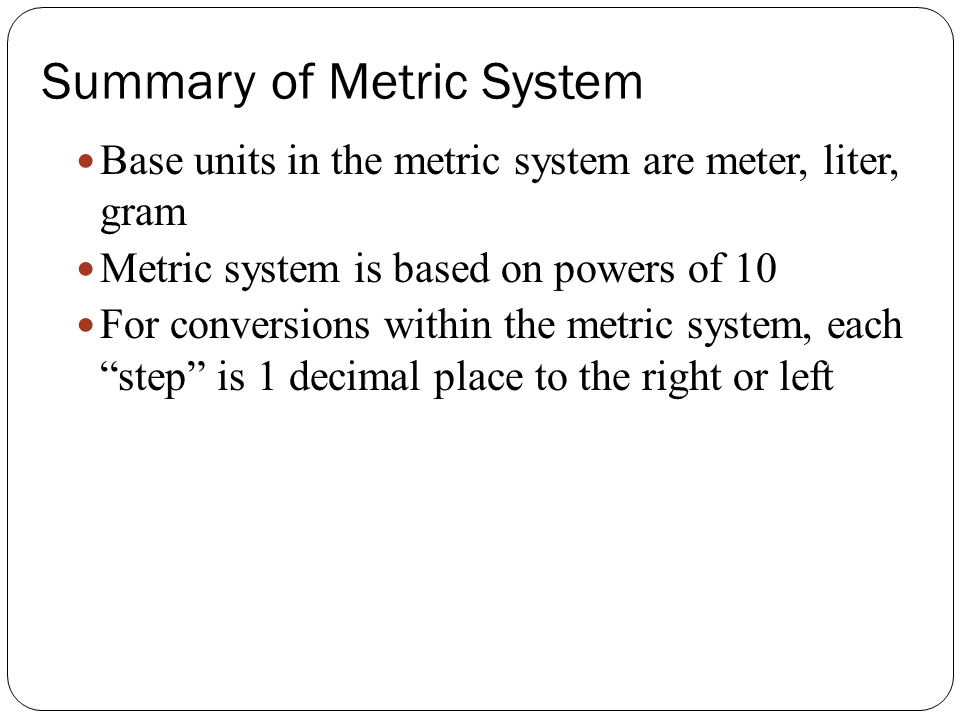 Summary of Metric System
• Base units in the metric system are meter, liter,
gram
• Metric system is based on powers of 10
• For conversions within the metric system, each
“step” is 1 decimal place to the right or left